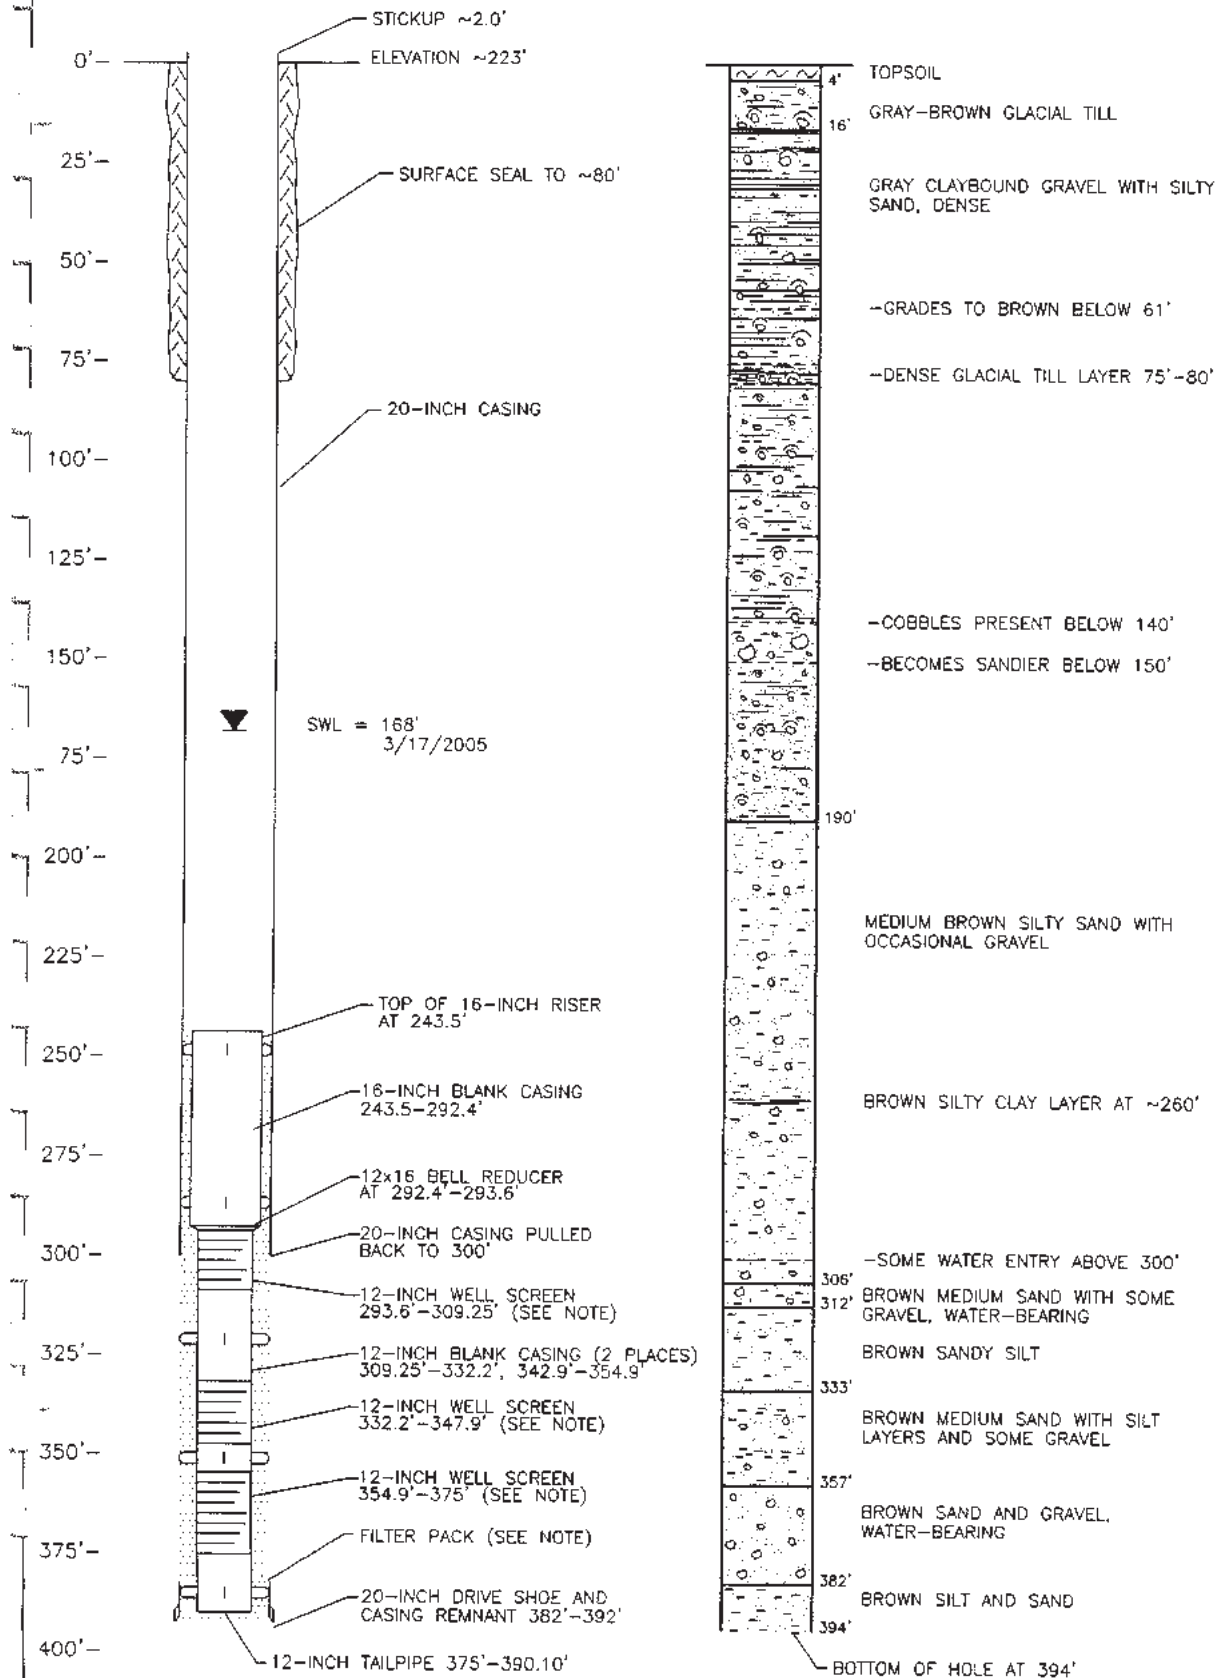 STICKUP ~2.0'
ELEVATION ~223'
0'
25'
50'
75'
100'
125'
150'
75'
200'
225'
250'
275'
300'
325'
350'
375'
400'
SURFACE SEAL TO ~80'
20-INCH CASING
SWL = 168'
3/17/2005
TOP OF 16-INCH RISER
AT 243.5'
16-INCH BLANK CASING
243.5-292.4'
12x16 BELL REDUCER
AT 292.4'-293.6'
20-INCH CASING PULLED
BACK TO 300'
12-INCH WELL SCREEN
293.6'-309.25' (SEE NOTE)
12-INCH BLANK CASING (2 PLACES)
309.25'-332.2', 342.9'-354.9'
12-INCH WELL SCREEN
332.2'-347.9' (SEE NOTE)
12-INCH WELL SCREEN
354.9'-375' (SEE NOTE)
FILTER PACK (SEE NOTE)
20-INCH DRIVE SHOE AND
CASING REMNANT 382'-392'
12-INCH TAILPIPE 375'-390.10'
TOPSOIL
4'
GRAY-BROWN GLACIAL TILL
16'
GRAY CLAYBOUND GRAVEL WITH SILTY
SAND, DENSE
-GRADES TO BROWN BELOW 61'
-DENSE GLACIAL TILL LAYER 75'-80'
-COBBLES PRESENT BELOW 140'
-BECOMES SANDIER BELOW 150'
190'
MEDIUM BROWN SILTY SAND WITH
OCCASIONAL GRAVEL
BROWN SILTY CLAY LAYER AT ~260'
-SOME WATER ENTRY ABOVE 300'
306'
312'
BROWN MEDIUM SAND WITH SOME
GRAVEL, WATER-BEARING
BROWN SANDY SILT
333'
BROWN MEDIUM SAND WITH SILT
LAYERS AND SOME GRAVEL
357'
BROWN SAND AND GRAVEL,
WATER-BEARING
382'
BROWN SILT AND SAND
394'
BOTTOM OF HOLE AT 394'